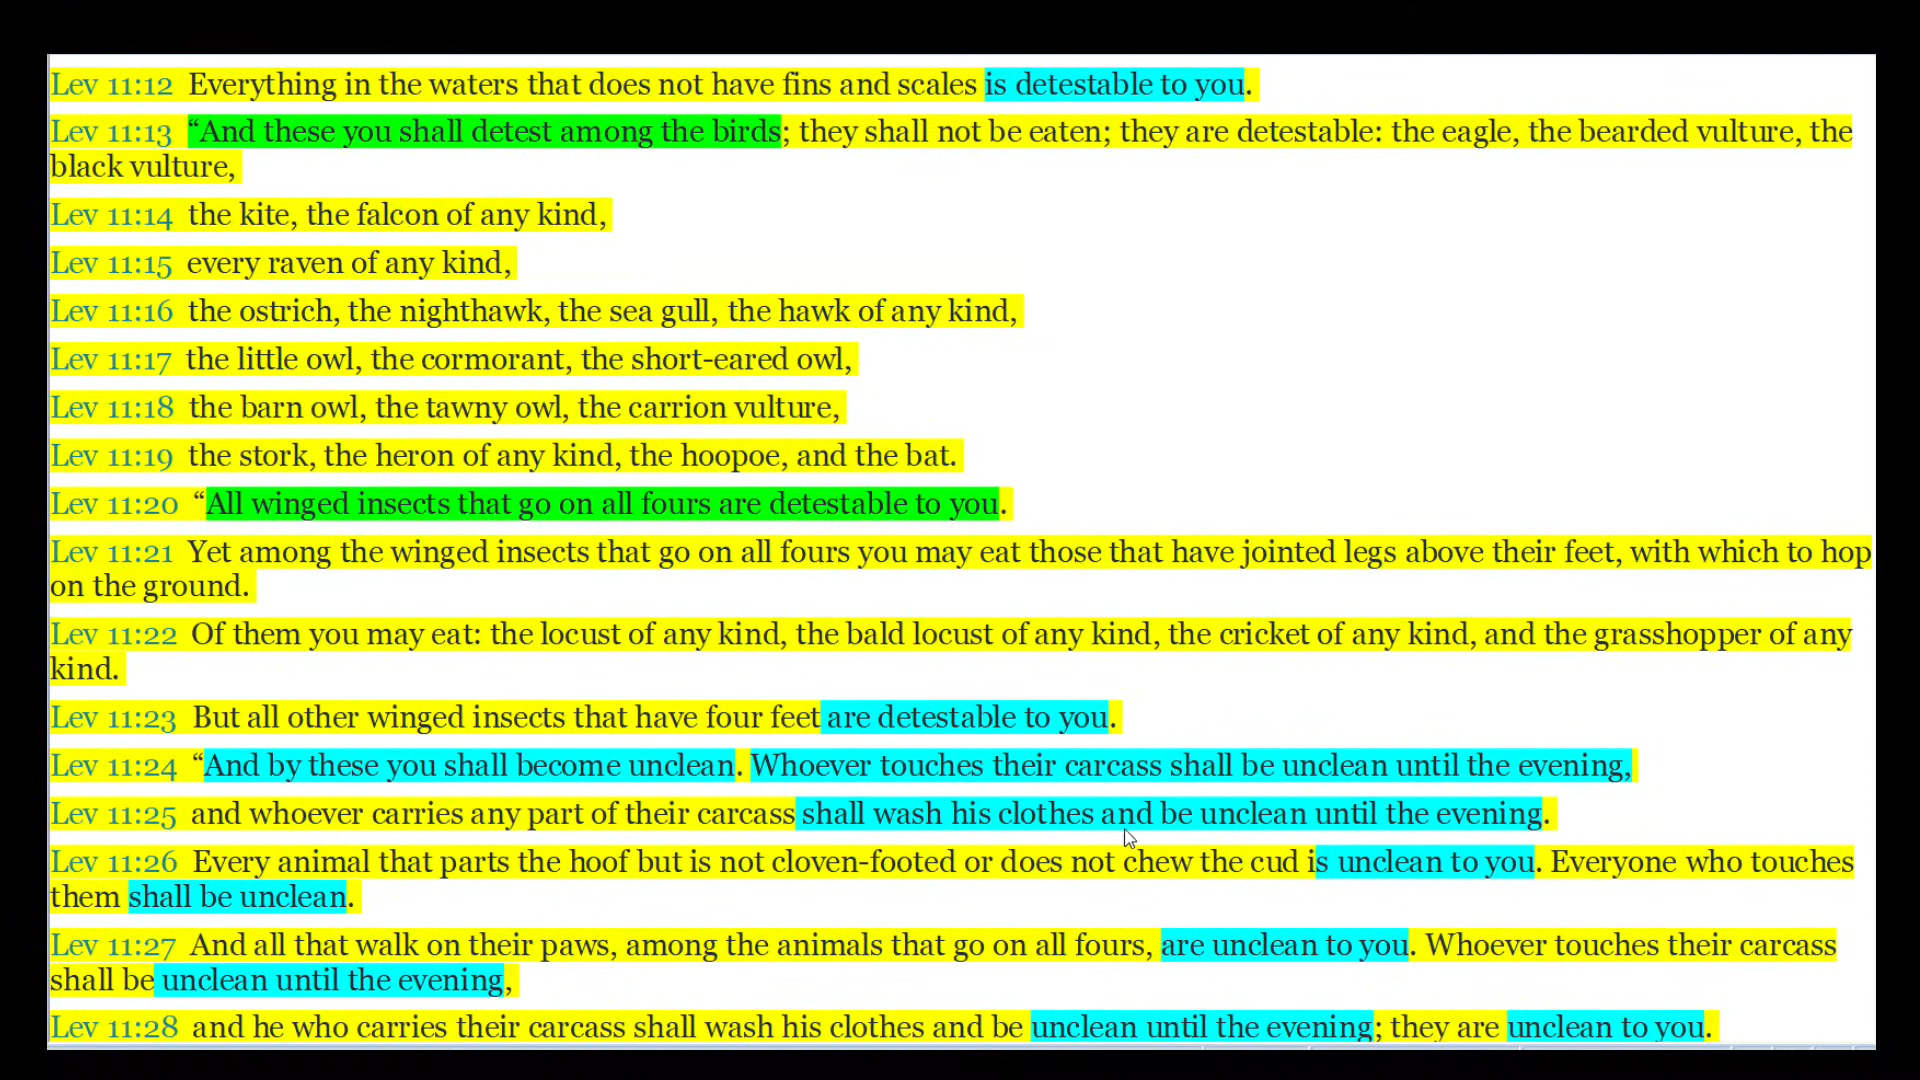 Lev 11:12 Everything in the waters that does not have fins and scales is detestable to you.
Lev 11:13 “And these you shall detest among the birds; they shall not be eaten; they are detestable: the eagle, the bearded vulture, the
black vulture,
Lev 11:14 the kite, the falcon of any kind,
Lev 11:15 every raven of any kind,
Lev 11:16 the ostrich, the nighthawk, the sea gull, the hawk of any kind,
Lev 11:17 the little owl, the cormorant, the short-eared owl,
Lev 11:18 the barn owl, the tawny owl, the carrion vulture,
Lev 11:19 the stork, the heron of any kind, the hoopoe, and the bat.
Lev 11:20 “All winged insects that go on all fours are detestable to you.
Lev 11:21 Yet among the winged insects that go on all fours you may eat those that have jointed legs above their feet, with which to hop
on the ground.
Lev 11:22 Of them you may eat: the locust of any kind, the bald locust of any kind, the cricket of any kind, and the grasshopper of any
kind.
Lev 11:23 But all other winged insects that have four feet are detestable to you.
Lev 11:24 “And by these you shall become unclean. Whoever touches their carcass shall be unclean until the evening,
Lev 11:25 and whoever carries any part of their carcass shall wash his clothes and be unclean until the evening.
Lev 11:26 Every animal that parts the hoof but is not cloven-footed or does not chew the cud is unclean to you. Everyone who touches
them shall be unclean.
Lev 11:27 And all that walk on their paws, among the animals that go on all fours, are unclean to you. Whoever touches their carcass
shall be unclean until the evening,
Lev 11:28 and he who carries their carcass shall wash his clothes and be unclean until the evening; they are unclean to you.